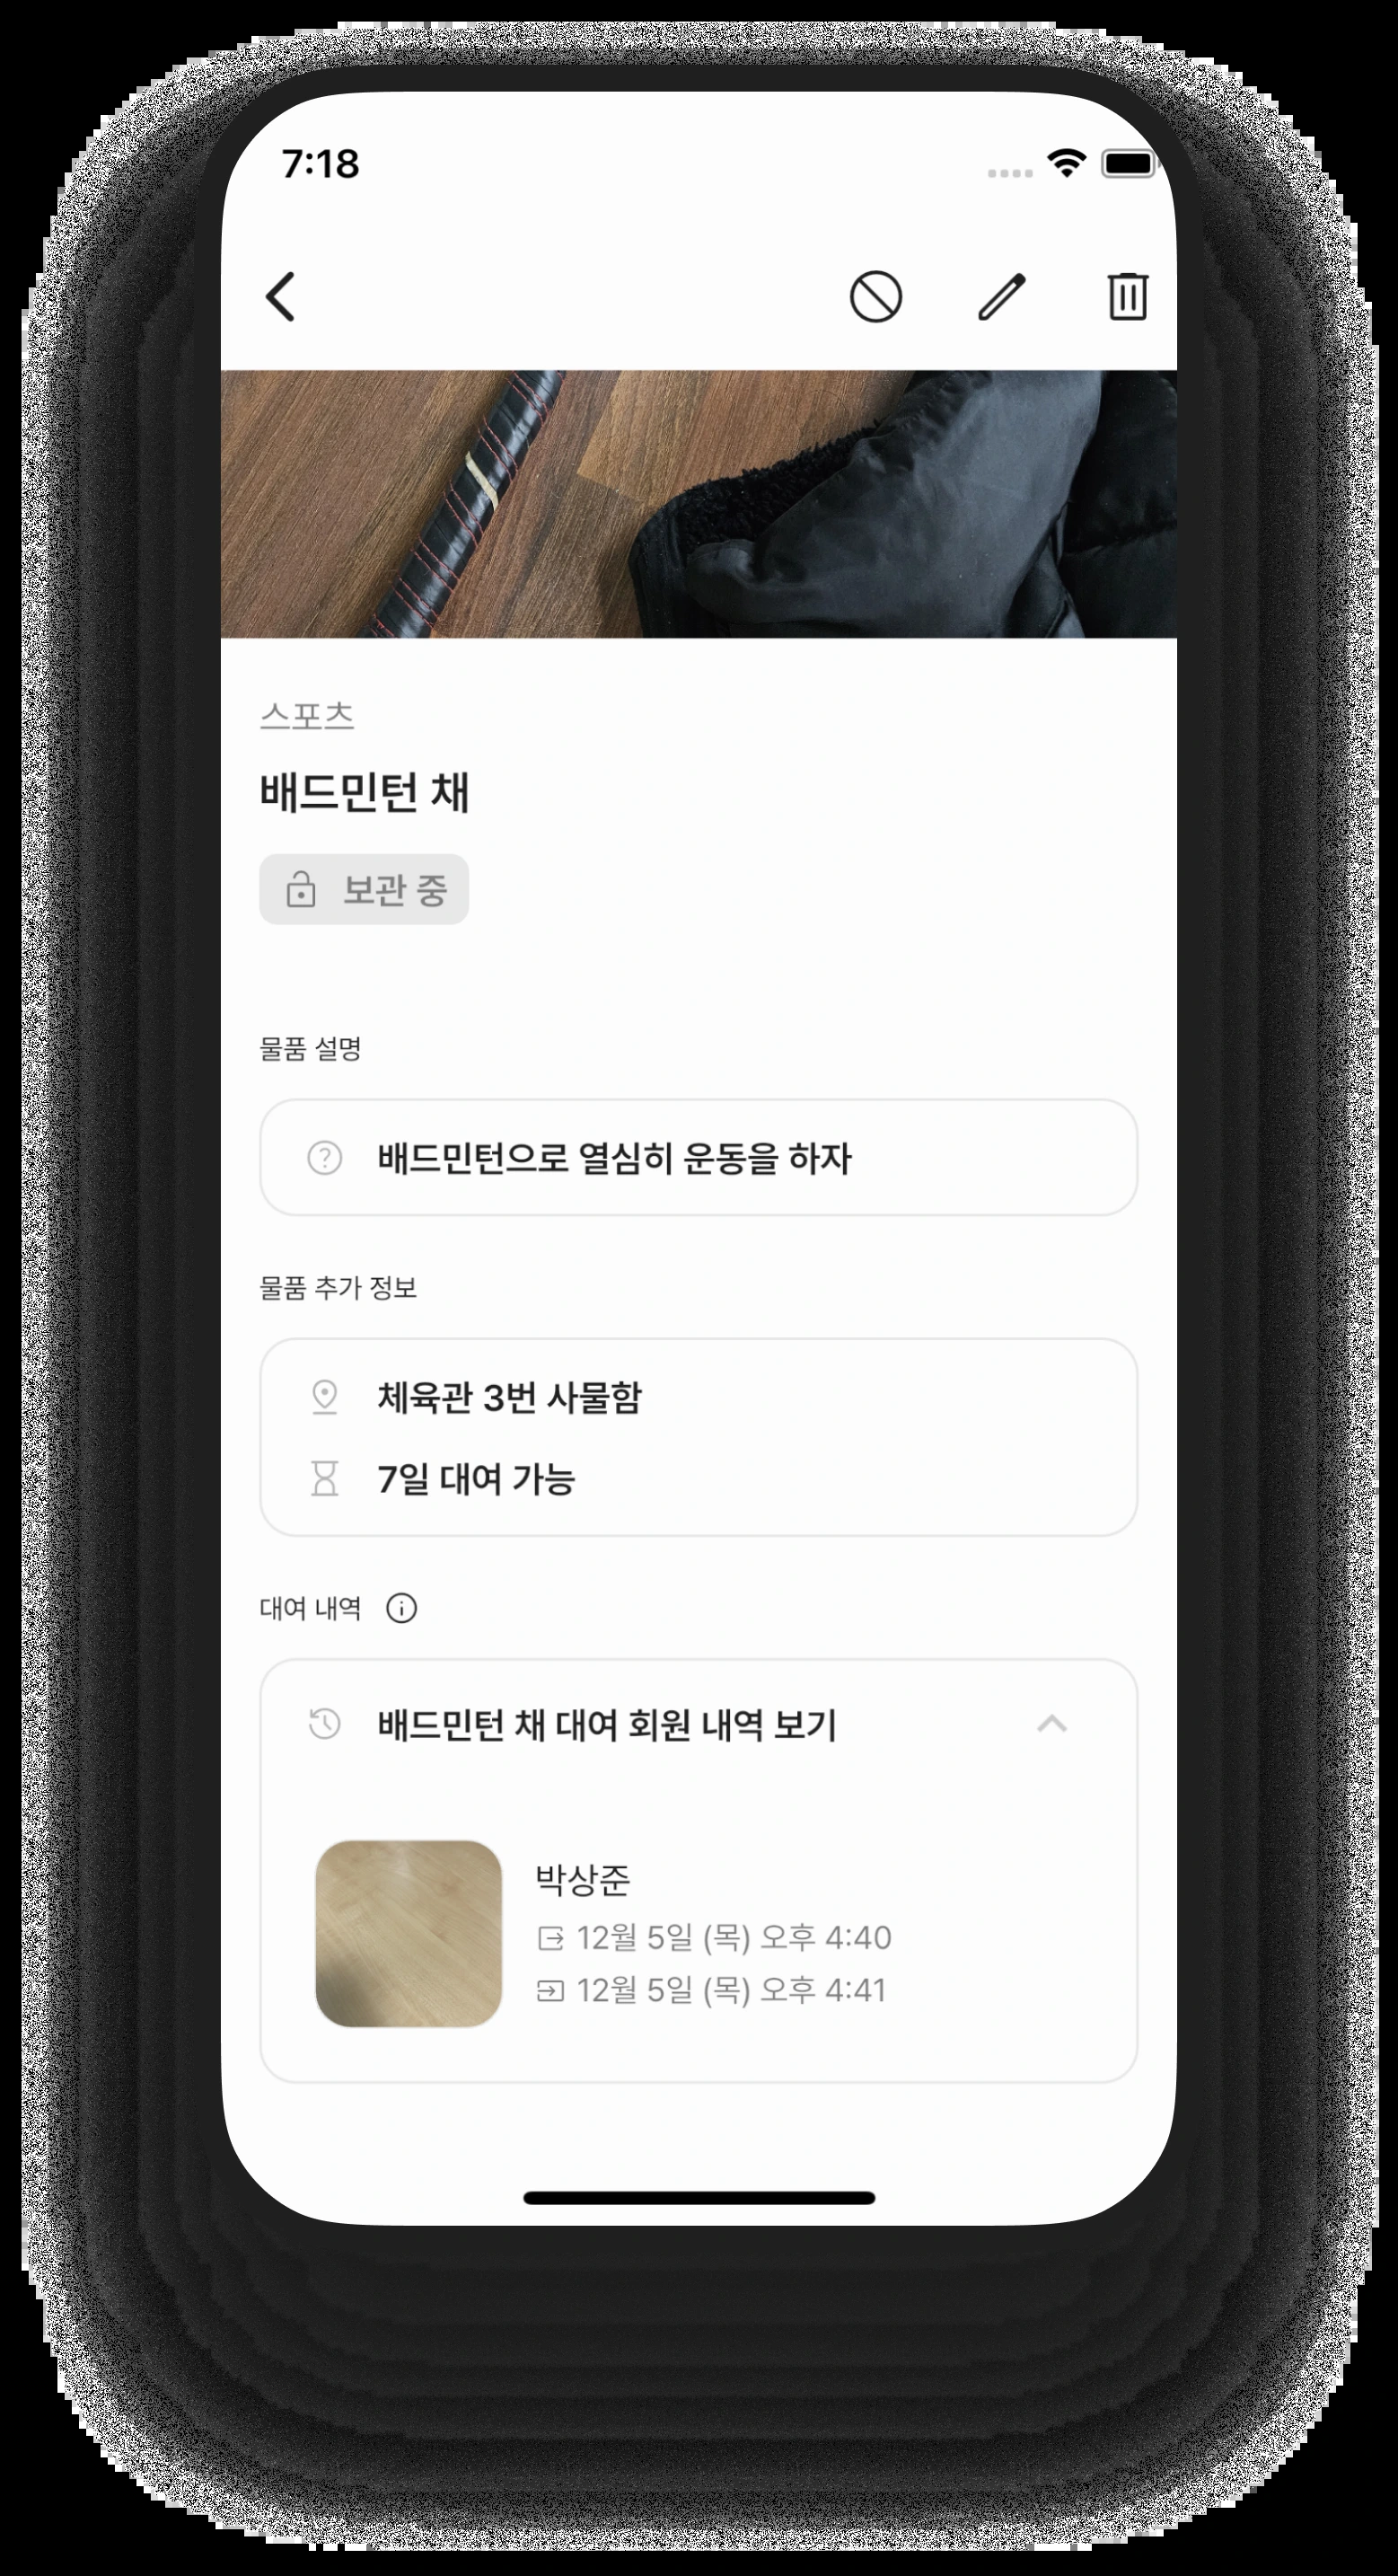 7:18
스포츠
배드민턴 채
보관 중
물품 설명
배드민턴으로 열심히 운동을 하자
물품 추가 정보
체육관 3번 사물함
7일 대여 가능
대여 내역
배드민턴 채 대여 회원 내역 보기
박상준
12월 5일 (목) 오후 4:40
12월 5일 (목) 오후 4:41